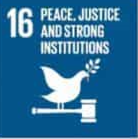 16 PEACE, JUSTICE
AND STRONG
INSTITUTIONS